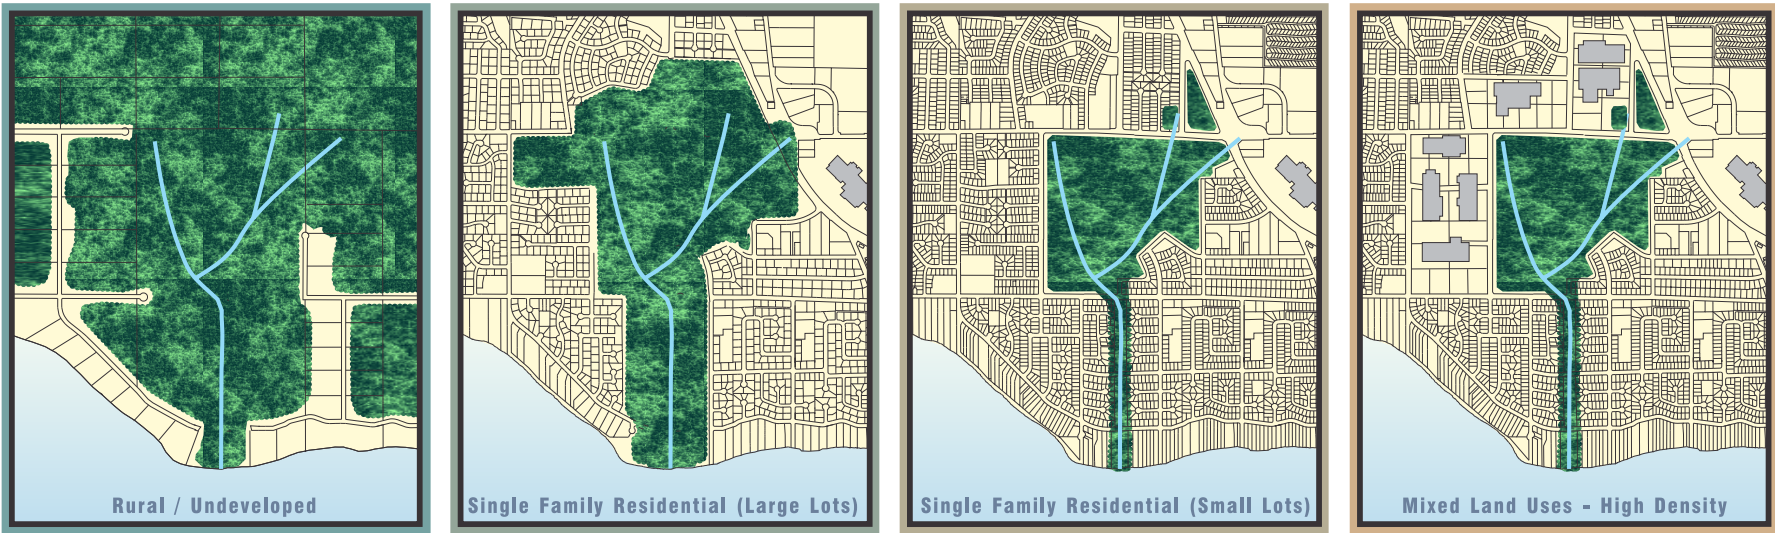 Rural / Undeveloped
Single Family Residential (Large Lots)
Single Family Residential (Small Lots)
Mixed Land Uses - High Density